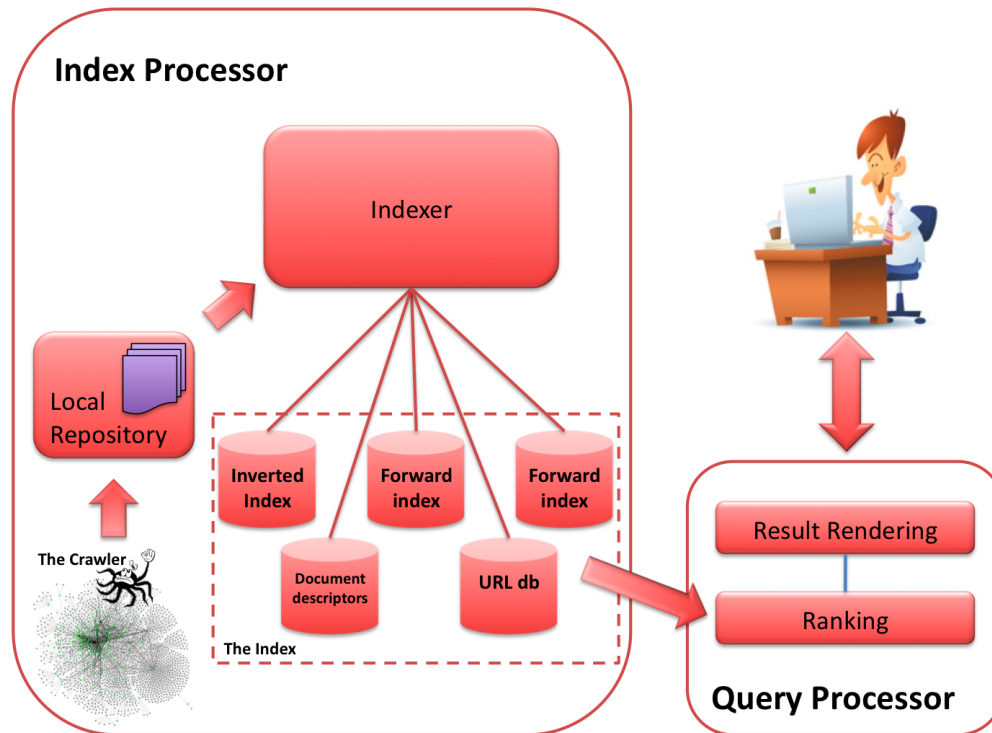 Index Processor
Indexer
Local
Repository
Inverted
Index
Forward
index
Forward
index
The Crawler
Document
descriptors
URL db
The Index
Result Rendering
Ranking
Query Processor